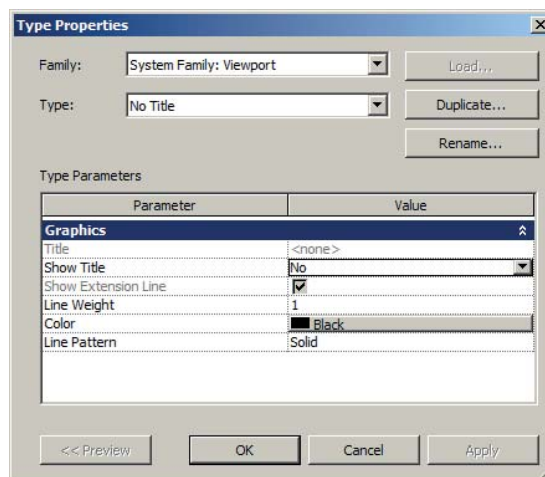 Type Properties
Family: System Family: Viewport Load...
Type: No Title Duplicate...
Rename...
Type Parameters
Parameter Value
Graphics
Title <none>
Show Title No
Show Extension Line
Line Weight 1
Color Black
Line Pattern Solid
<< Preview OK Cancel Apply